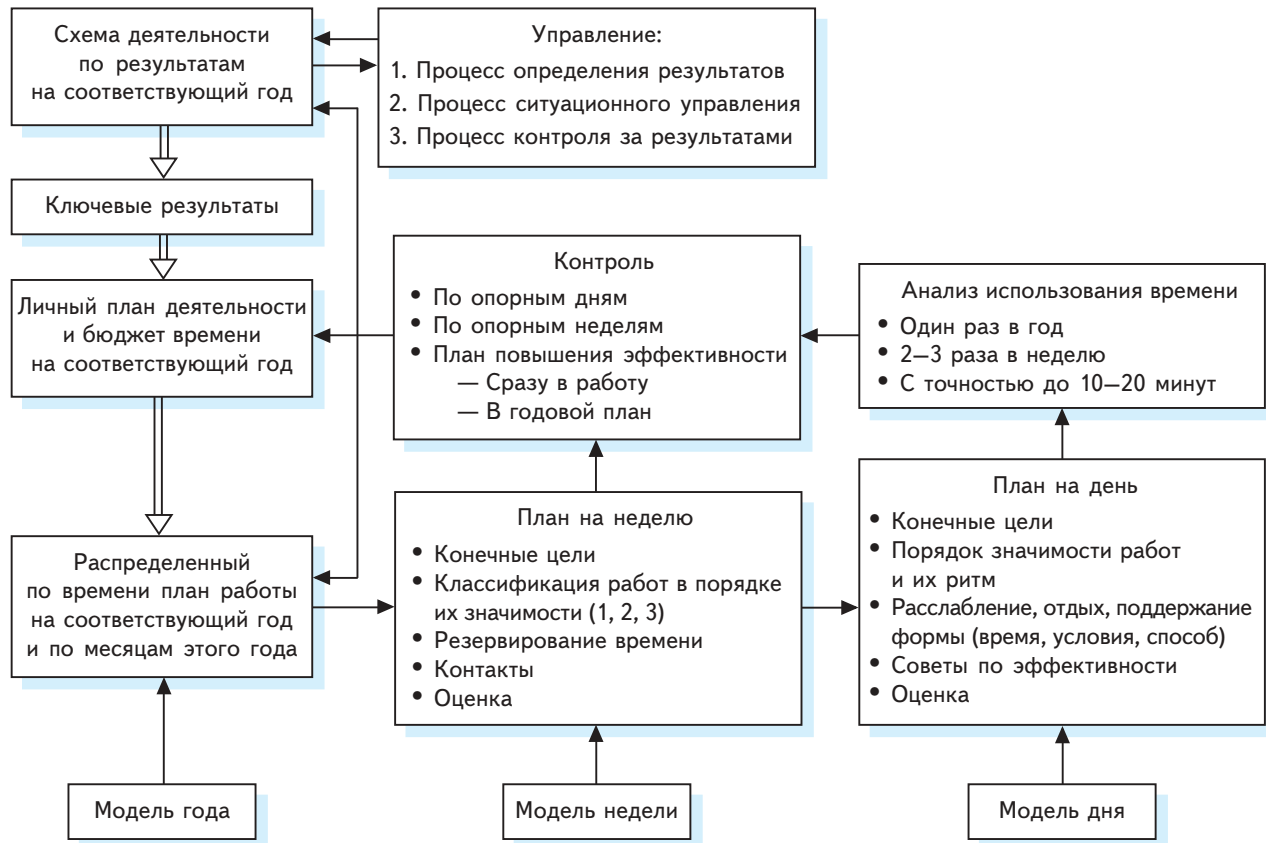 Схема деятельности
по результатам
на соответствующий год
Управление:
1. Процесс определения результатов
2. Процесс ситуационного управления
3. Процесс контроля за результатами
Ключевые результаты
Личный план деятельности
и бюджет времени
на соответствующий год
Контроль
• По опорным дням
• По опорным неделям
• План повышения эффективности
— Сразу в работу
— В годовой план
Анализ использования времени
• Один раз в год
• 2—3 раза в неделю
• С точностью до 10—20 минут
Распределенный
по времени план работы
на соответствующий год
и по месяцам этого года
План на неделю
• Конечные цели
• Классификация работ в порядке
их значимости (1, 2, 3)
• Резервирование времени
• Контакты
• Оценка
План на день
• Конечные цели
• Порядок значимости работ
и их ритм
• Расслабление, отдых, поддержание
формы (время, условия, способ)
• Советы по эффективности
• Оценка
Модель года
Модель недели
Модель дня